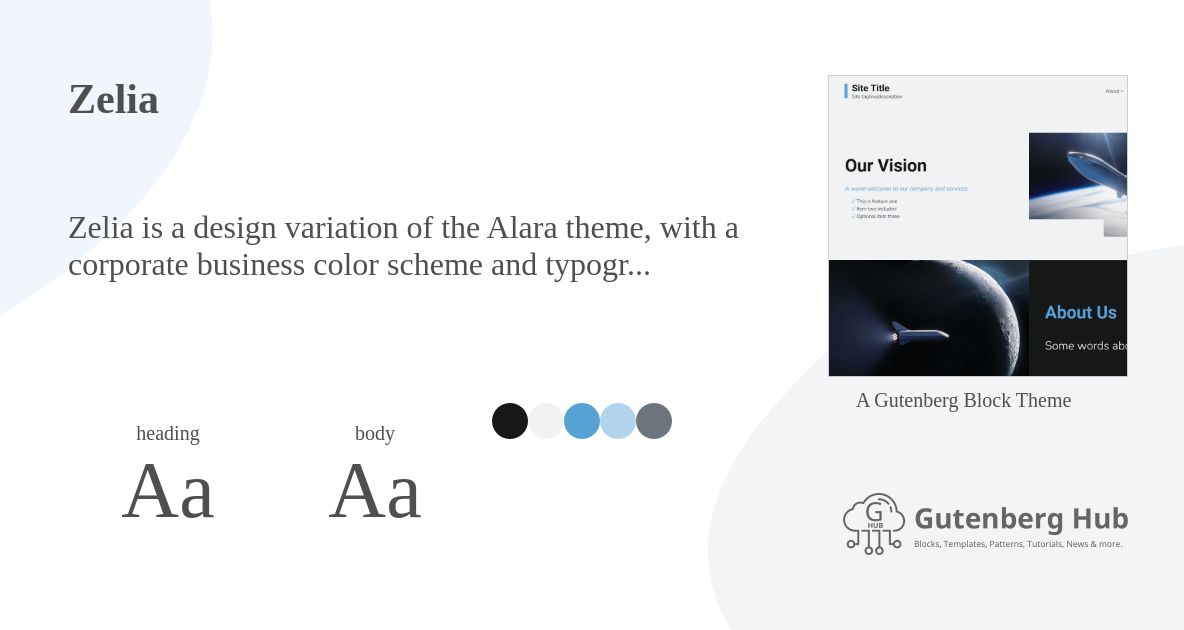 Zelia
Zelia is a design variation of the Alara theme, with a
corporate business color scheme and typogr...
heading
Aa
body
Aa
Site Title
Site tagline/description
About
Our Vision
A warm welcome to our company and services.
✓ This is feature one
✓ Item two included
✓ Optional item three
About Us
Some words abo
A Gutenberg Block Theme
G
HUB
Gutenberg Hub
Blocks, Templates, Patterns, Tutorials, News & more.